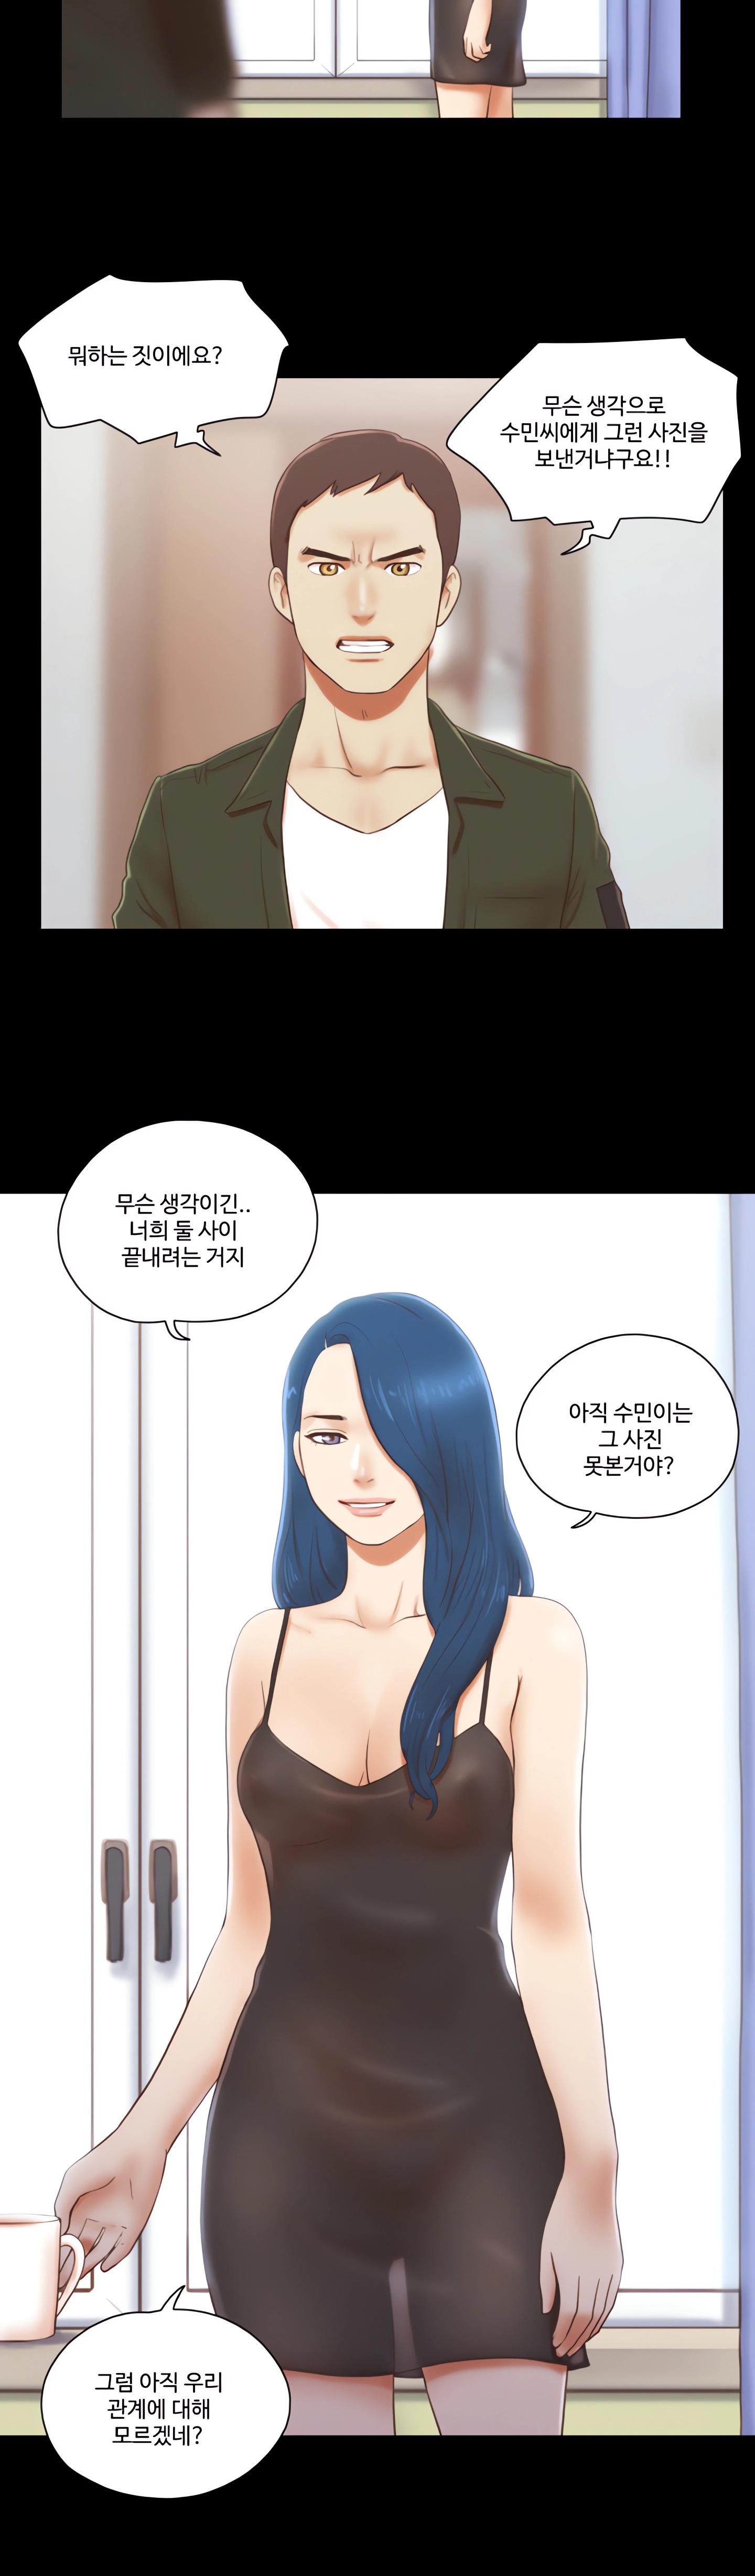 뭐하는 짓이에요?
무슨 생각으로
수민씨에게 그런 사진을
보낸거냐구요!!
무슨 생각이긴..
너희 둘 사이
끝내려는 거지
아직 수민이는
그 사진
못본거야?
그럼 아직 우리
관계에 대해
모르겠네?